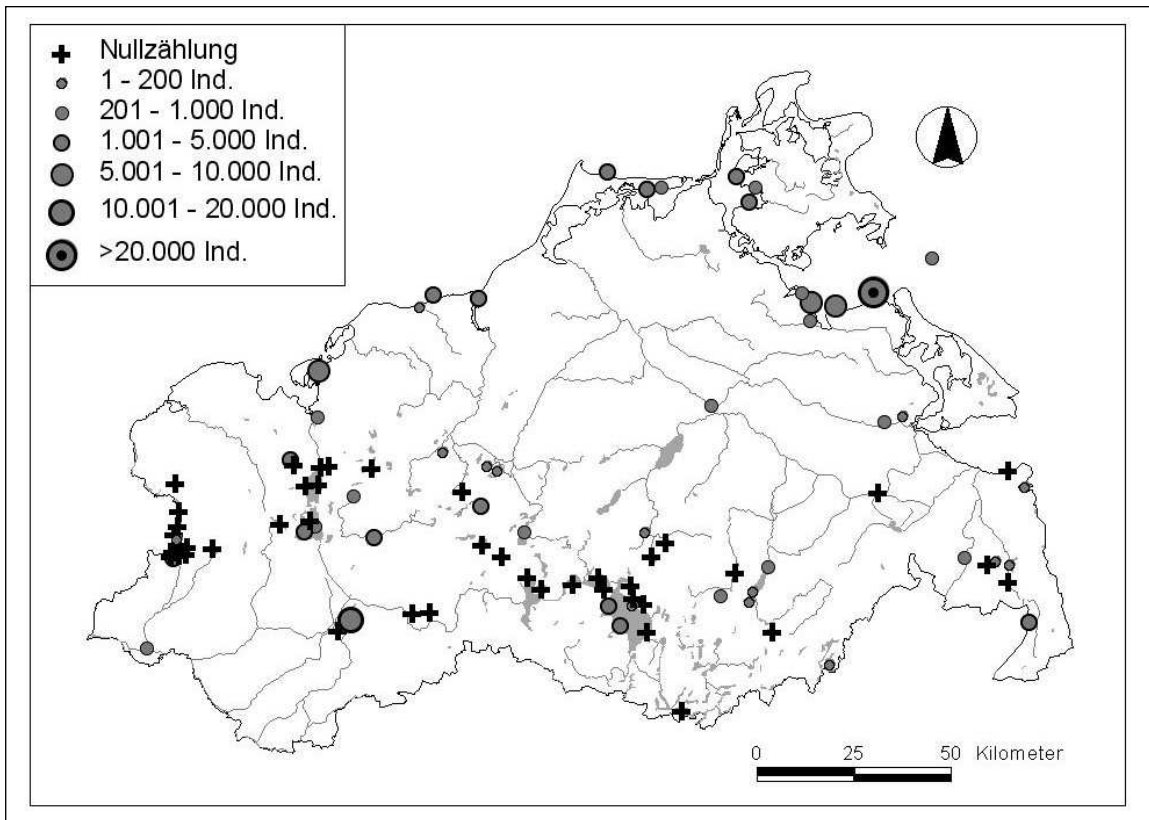 Nullzählung
1 - 200 Ind.
201 - 1.000 Ind.
1.001 - 5.000 Ind.
5.001 - 10.000 Ind.
10.001 - 20.000 Ind.
>20.000 Ind.
0 25 50 Kilometer